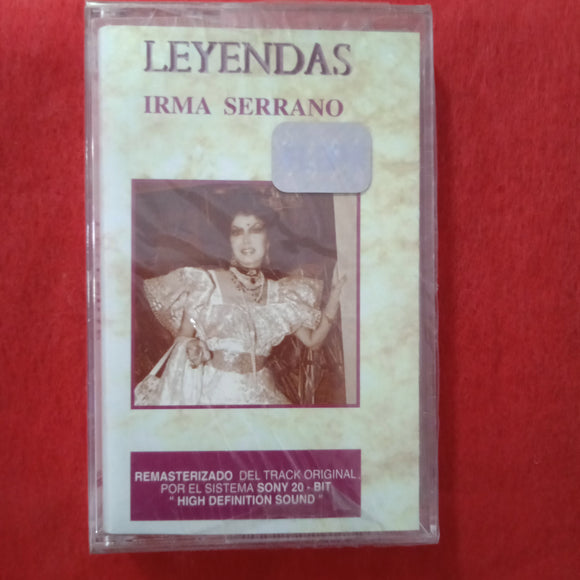 LEYENDAS
IRMA SERRANO
REMASTERIZADO DEL TRACK ORIGINAL
POR EL SISTEMA SONY 20 - BIT
" HIGH DEFINITION SOUND "